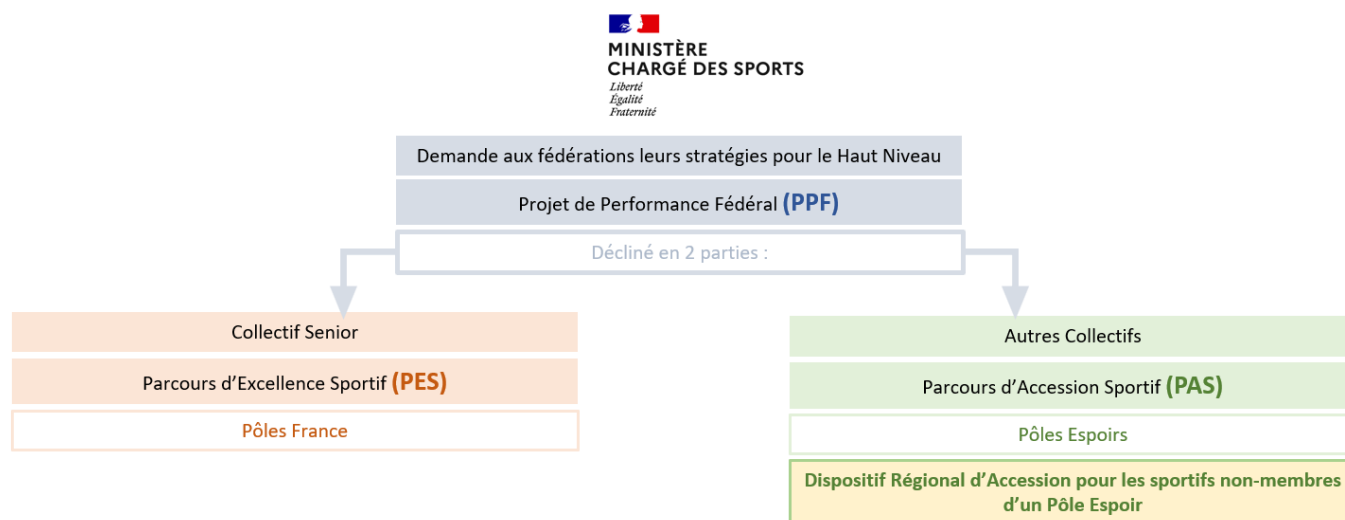 MINISTÈRE
CHARGÉ DES SPORTS
Liberté
Égalité
Fraternité
Demande aux fédérations leurs stratégies pour le Haut Niveau
Projet de Performance Fédéral (PPF)
Décliné en 2 parties :
Collectif Senior
Parcours d’Excellence Sportif (PES)
Pôles France
Autres Collectifs
Parcours d’Accession Sportif (PAS)
Pôles Espoirs
Dispositif Régional d’Accession pour les sportifs non-membres
d’un Pôle Espoir